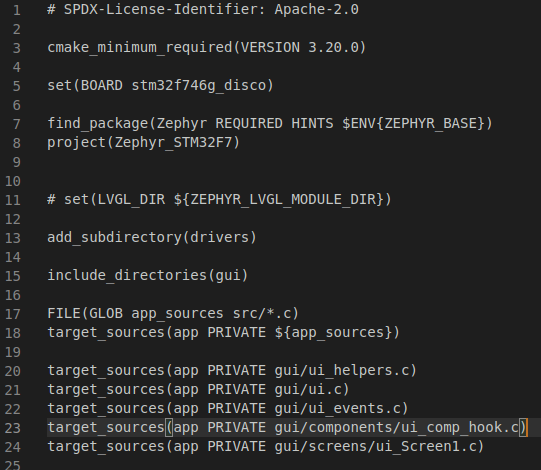 1 # SPDX-License-Identifier: Apache-2.0
2
3 cmake_minimum_required(VERSION 3.20.0)
4
5 set(BOARD stm32f746g_disco)
6
7 find_package(Zephyr REQUIRED HINTS $ENV{ZEPHYR_BASE})
8 project(Zephyr_STM32F7)
9
10
11 # set(LVGL_DIR ${ZEPHYR_LVGL_MODULE_DIR})
12
13 add_subdirectory(drivers)
14
15 include_directories(gui)
16
17 FILE(GLOB app_sources src/*.c)
18 target_sources(app PRIVATE ${app_sources})
19
20 target_sources(app PRIVATE gui/ui_helpers.c)
21 target_sources(app PRIVATE gui/ui.c)
22 target_sources(app PRIVATE gui/ui_events.c)
23 target_sources(app PRIVATE gui/components/ui_comp_hook.c)
24 target_sources(app PRIVATE gui/screens/ui_Screen1.c)
25